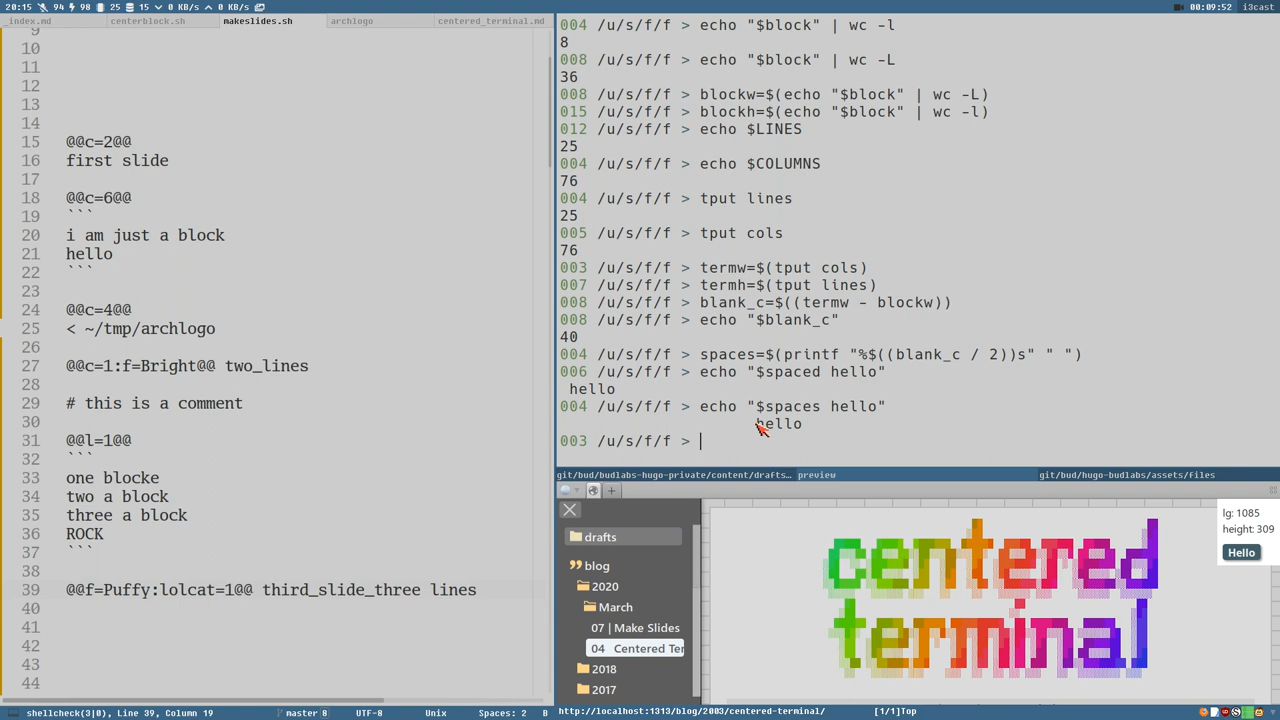 20:15 94 98 25 15 0 KB/s 0 KB/s
00:09:52 i3cast
_index.md centerblock.sh makeslides.sh archlogo centered_terminal.md
9
10
11
12
13
14
15 @@c=2@@
16 first slide
17
18 @@c=6@@
19 ```
20 i am just a block
21 hello
22 ```
23
24 @@c=4@@
25 < ~/tmp/archlogo
26
27 @@c=1:f=Bright@@ two_lines
28
29 # this is a comment
30
31 @@l=1@@
32 ```
33 one blocke
34 two a block
35 three a block
36 ROCK
37 ```
38
39 @@f=Puffy:lolcat=1@@ third_slide_three lines
40
41
42
43
44
shellcheck(3|0), Line 39, Column 19 master 8 UTF-8 Unix Spaces: 2 B
004 /u/s/f/f > echo "$block" | wc -l
8
008 /u/s/f/f > echo "$block" | wc -L
36
008 /u/s/f/f > blockw=$(echo "$block" | wc -L)
015 /u/s/f/f > blockh=$(echo "$block" | wc -l)
012 /u/s/f/f > echo $LINES
25
004 /u/s/f/f > echo $COLUMNS
76
004 /u/s/f/f > tput lines
25
005 /u/s/f/f > tput cols
76
003 /u/s/f/f > termw=$(tput cols)
007 /u/s/f/f > termh=$(tput lines)
008 /u/s/f/f > blank_c=$((termw - blockw))
008 /u/s/f/f > echo "$blank_c"
40
004 /u/s/f/f > spaces=$(printf "%$((blank_c / 2))s" " ")
006 /u/s/f/f > echo "$spaced hello"
hello
004 /u/s/f/f > echo "$spaces hello"
hello
003 /u/s/f/f >
git/bud/budlabs-hugo-private/content/drafts… preview git/bud/hugo-budlabs/assets/files
drafts
blog
2020
March
07 | Make Slides
04 Centered Ter
2018
2017
centered
terminal
lg: 1085
height: 309
Hello
http://localhost:1313/blog/2003/centered-terminal/ [1/1]Top